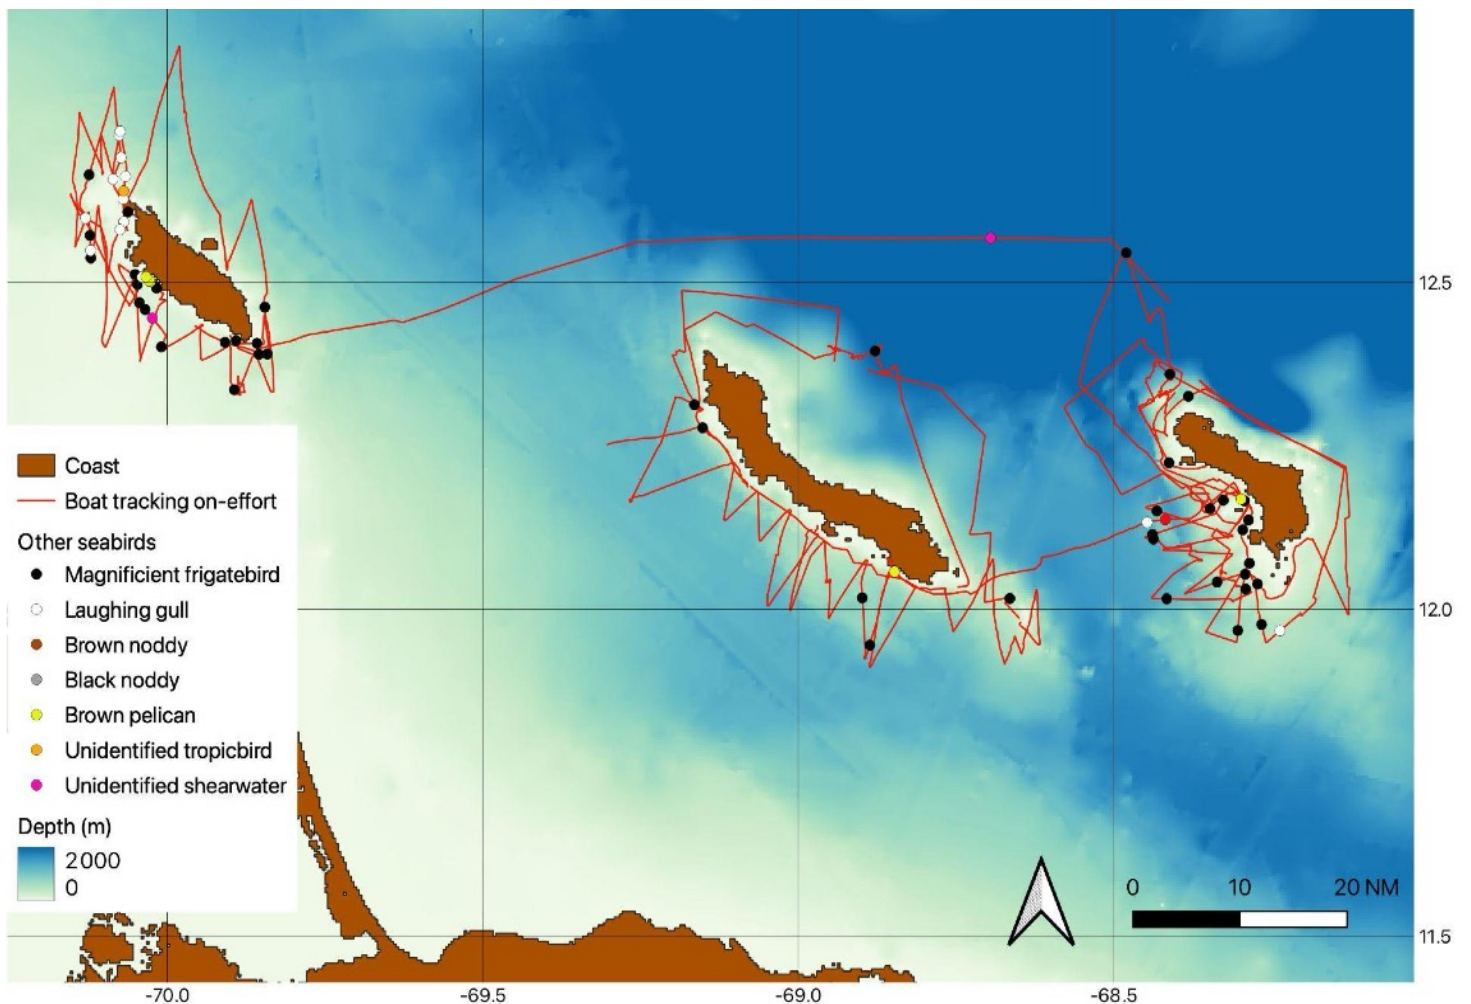 Coast
Boat tracking on-effort
Other seabirds
Magnificient frigatebird
Laughing gull
Brown noddy
Black noddy
Brown pelican
Unidentified tropicbird
Unidentified shearwater
Depth (m)
2000
0
12.5
12.0
11.5
0 10 20 NM
-70.0 -69.5 -69.0 -68.5